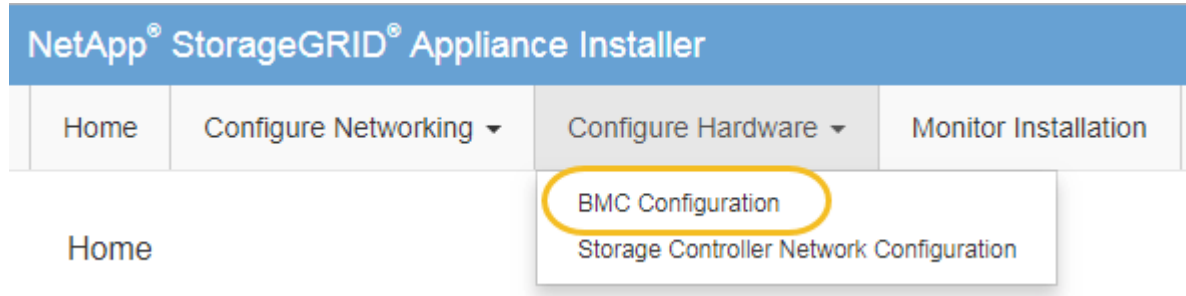 NetApp® StorageGRID® Appliance Installer
Home Configure Networking Configure Hardware Monitor Installation
BMC Configuration
Home
Storage Controller Network Configuration